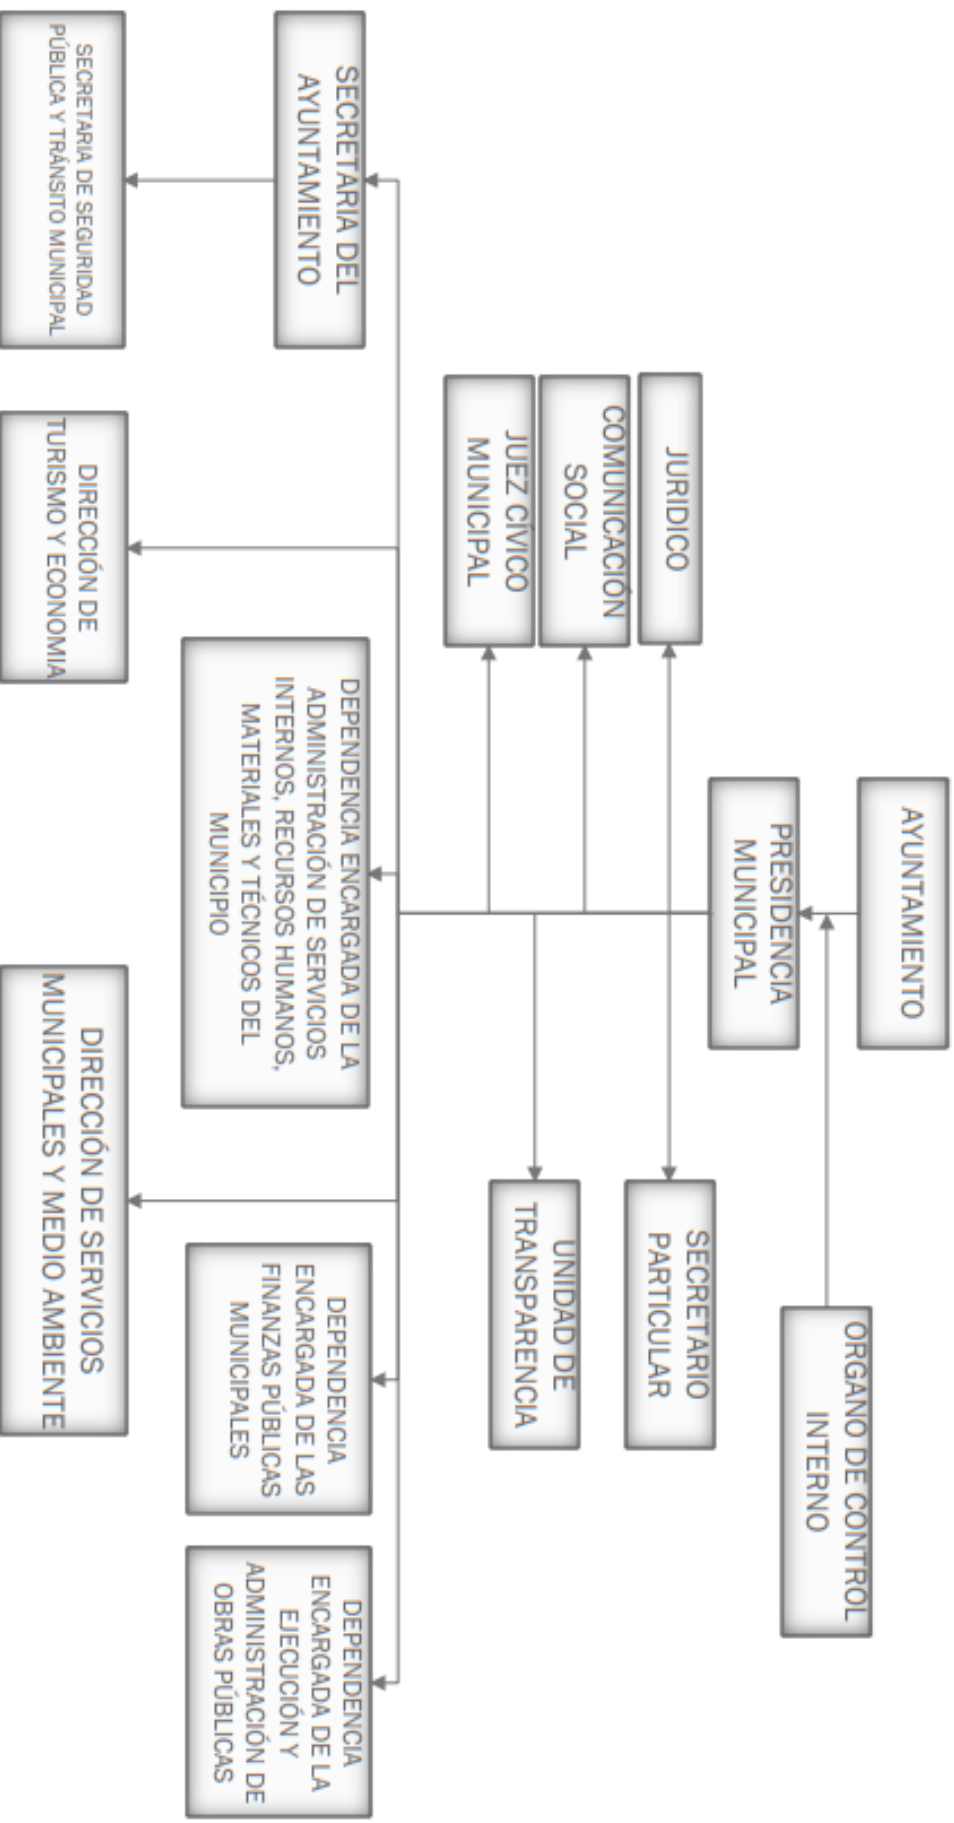 AYUNTAMIENTO
ORGANO DE CONTROL
INTERNO
PRESIDENCIA
MUNICIPAL
JURIDICO
SECRETARIO
PARTICULAR
COMUNICACIÓN
SOCIAL
UNIDAD DE
TRANSPARENCIA
JUEZ CÍVICO
MUNICIPAL
SECRETARIA DEL
AYUNTAMIENTO
DEPENDENCIA ENCARGADA DE LA
ADMINISTRACIÓN DE SERVICIOS
INTERNOS, RECURSOS HUMANOS,
MATERIALES Y TÉCNICOS DEL
MUNICIPIO
DEPENDENCIA
ENCARGADA DE LAS
FINANZAS PÚBLICAS
MUNICIPALES
DEPENDENCIA
ENCARGADA DE LA
EJECUCIÓN Y
ADMINISTRACIÓN DE
OBRAS PÚBLICAS
SECRETARIA DE SEGURIDAD
PÚBLICA Y TRÁNSITO MUNICIPAL
DIRECCIÓN DE
TURISMO Y ECONOMIA
DIRECCIÓN DE SERVICIOS
MUNICIPALES Y MEDIO AMBIENTE